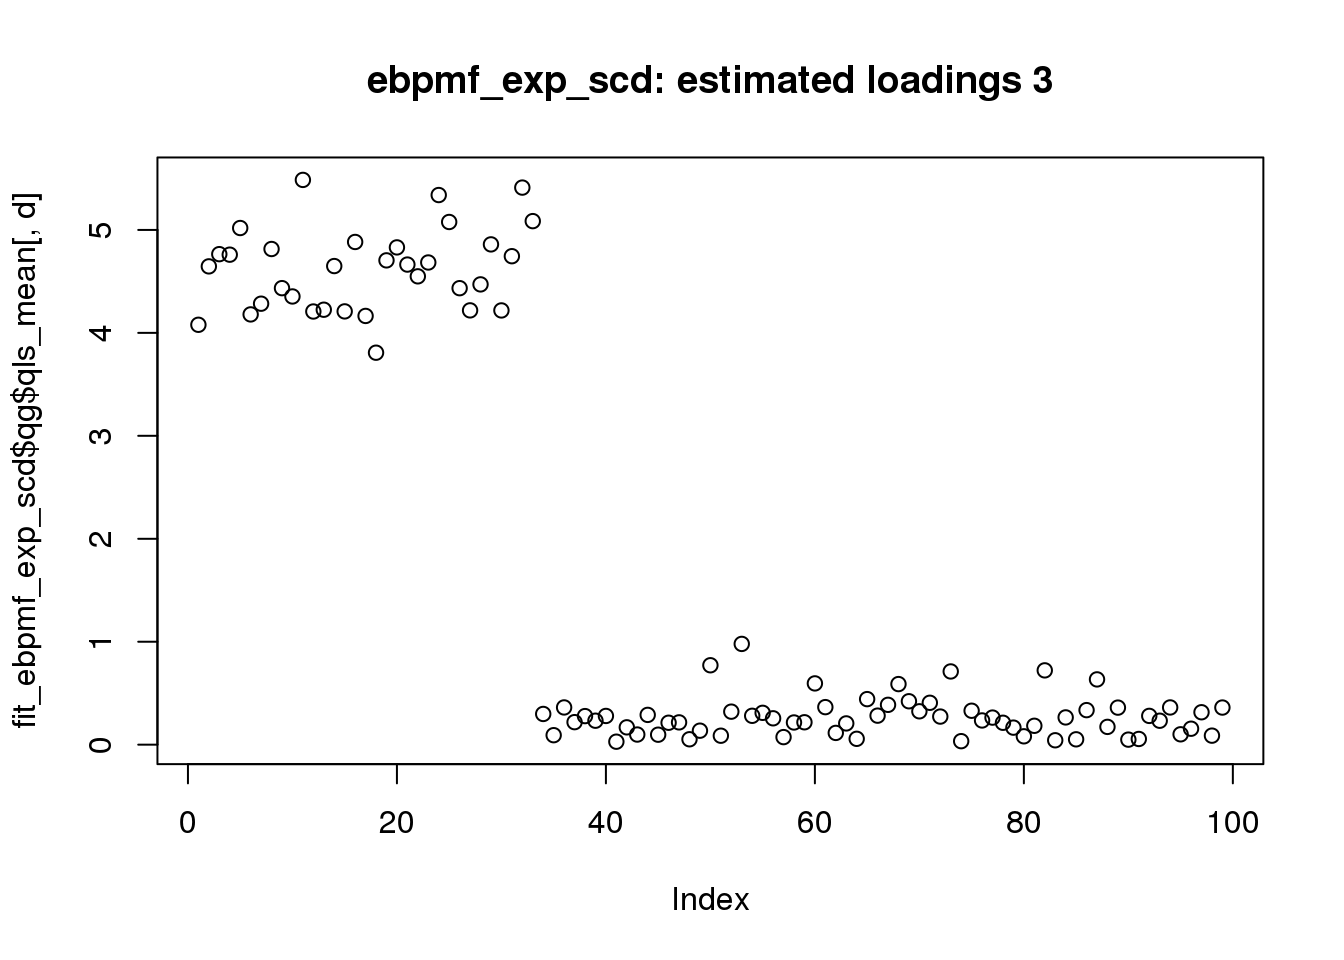 ebpmf_exp_scd: estimated loadings 3
fit_ebpmf_exp_scd$qg$qls_mean[, d]
5
4
3
2
1
0
0 20 40 60 80 100
Index